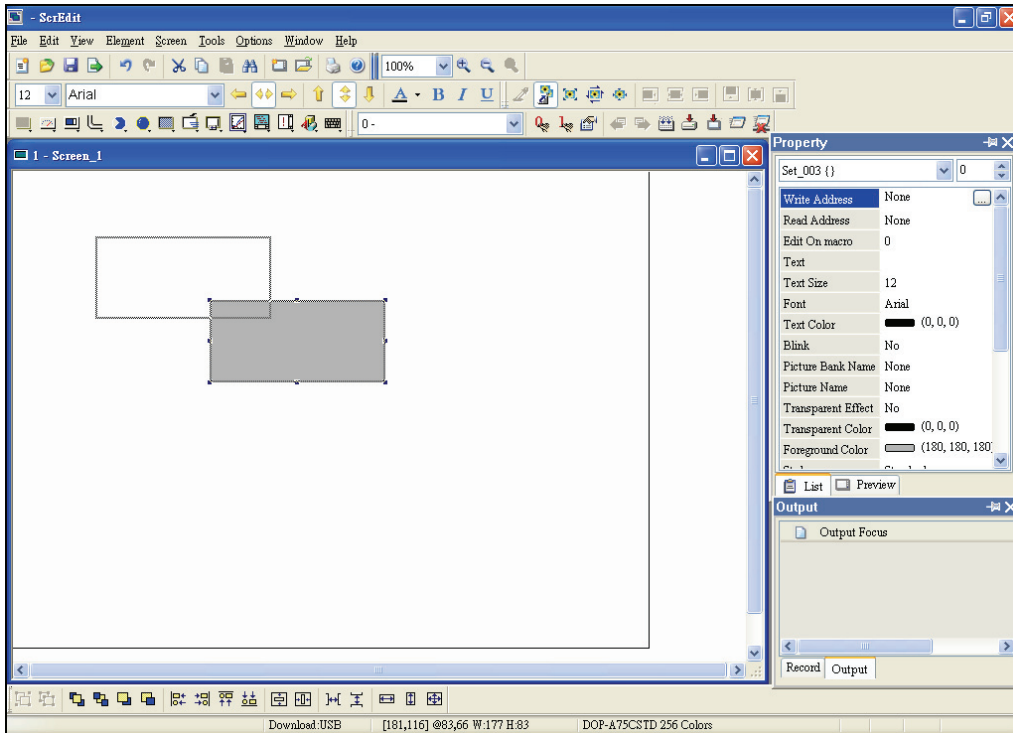 - ScrEdit
File Edit View Element Screen Tools Options Window Help
100%
12 Arial A B I U
0 -
1 - Screen_1
Property
Set_003 {} 0
Write Address None ...
Read Address None
Edit On macro 0
Text
Text Size 12
Font Arial
Text Color (0, 0, 0)
Blink No
Picture Bank Name None
Picture Name None
Transparent Effect No
Transparent Color (0, 0, 0)
Foreground Color (180, 180, 180)
List Preview
Output
Output Focus
Record Output
Download:USB [181,116] @83,66 W:177 H:83 DOP-A75CSTD 256 Colors